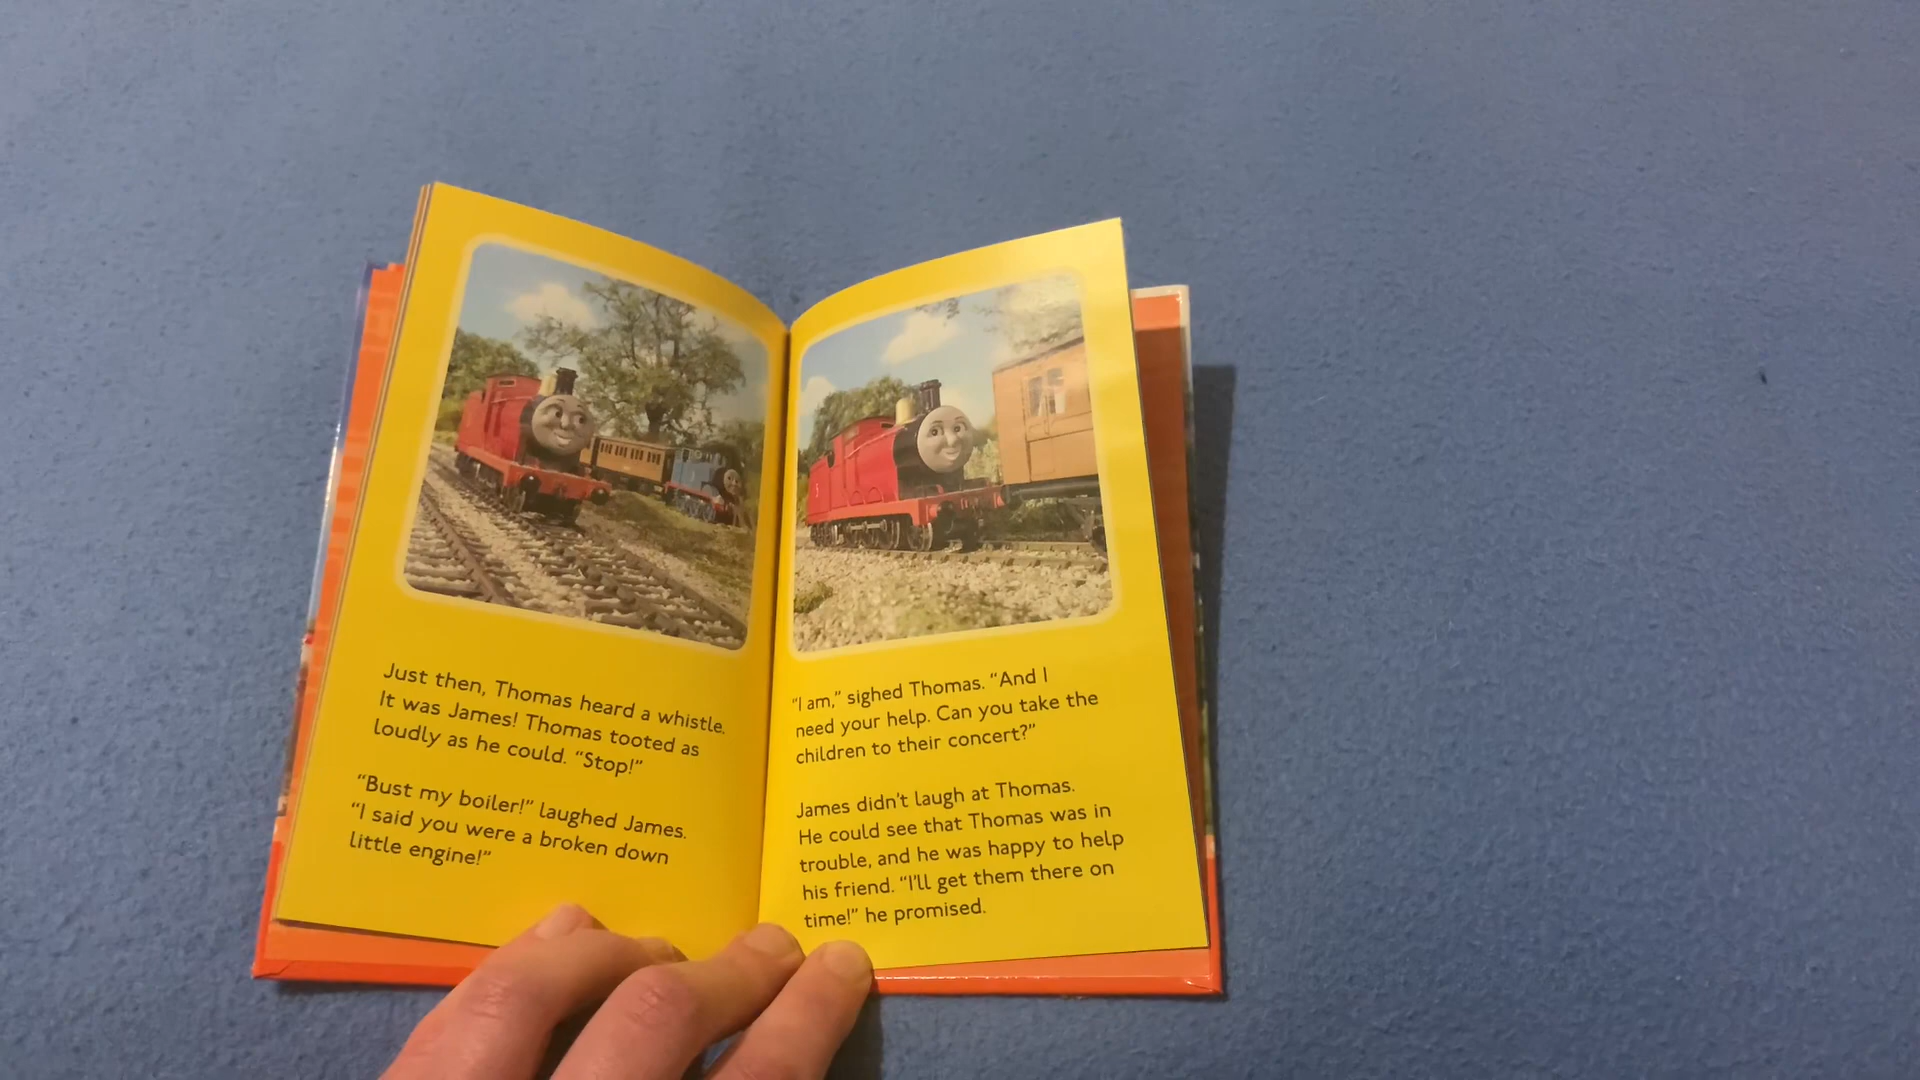 Just then, Thomas heard a whistle.
It was James! Thomas tooted as
loudly as he could. “Stop!”
“Bust my boiler!” laughed James.
“I said you were a broken down
little engine!”
“I am,” sighed Thomas. “And I
need your help. Can you take the
children to their concert?”
James didn’t laugh at Thomas.
He could see that Thomas was in
trouble, and he was happy to help
his friend. “I’ll get them there on
time!” he promised.